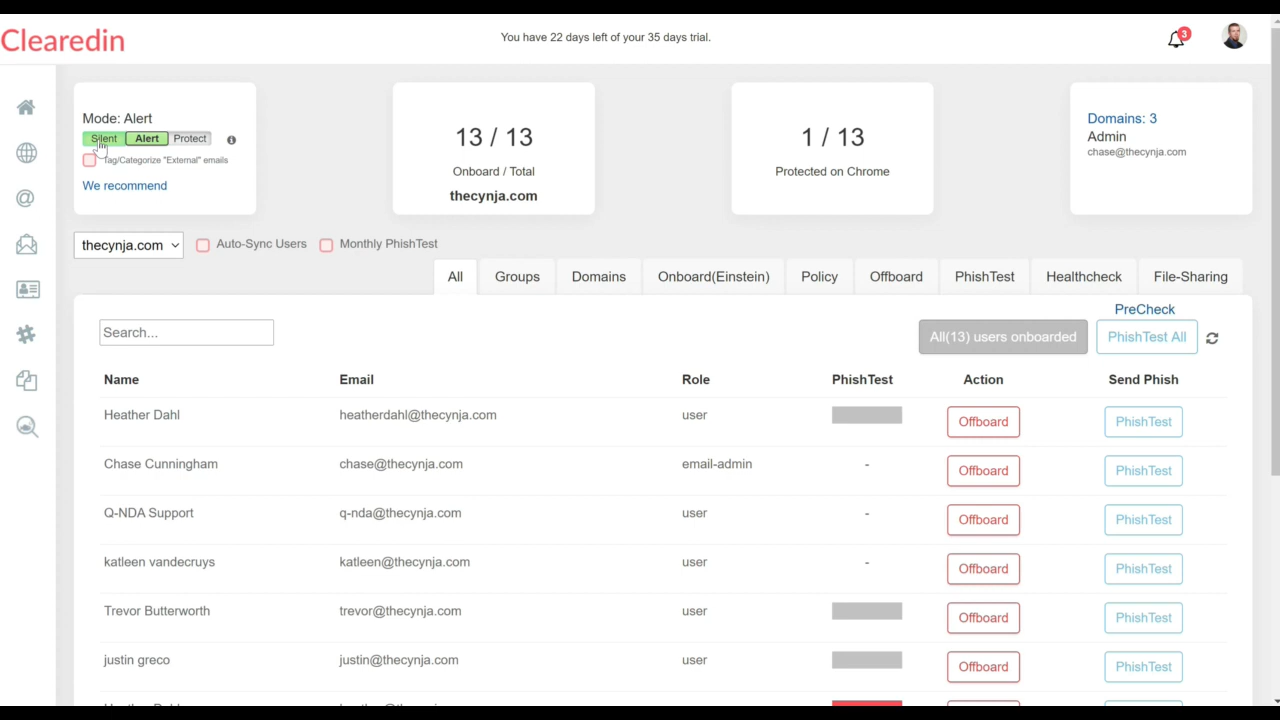 Clearedin
You have 22 days left of your 35 days trial.
3
Mode: Alert
Silent Alert Protect
Tag/Categorize "External" emails
We recommend
13 / 13
Onboard / Total
thecynja.com
1 / 13
Protected on Chrome
Domains: 3
Admin
chase@thecynja.com
thecynja.com Auto-Sync Users Monthly PhishTest
All Groups Domains Onboard(Einstein) Policy Offboard PhishTest Healthcheck File-Sharing
PreCheck
Search... All(13) users onboarded PhishTest All
Name Email Role PhishTest Action Send Phish
Heather Dahl heatherdahl@thecynja.com user Offboard PhishTest
Chase Cunningham chase@thecynja.com email-admin - Offboard PhishTest
Q-NDA Support q-nda@thecynja.com user - Offboard PhishTest
katleen vandecruys katleen@thecynja.com user - Offboard PhishTest
Trevor Butterworth trevor@thecynja.com user Offboard PhishTest
justin greco justin@thecynja.com user Offboard PhishTest